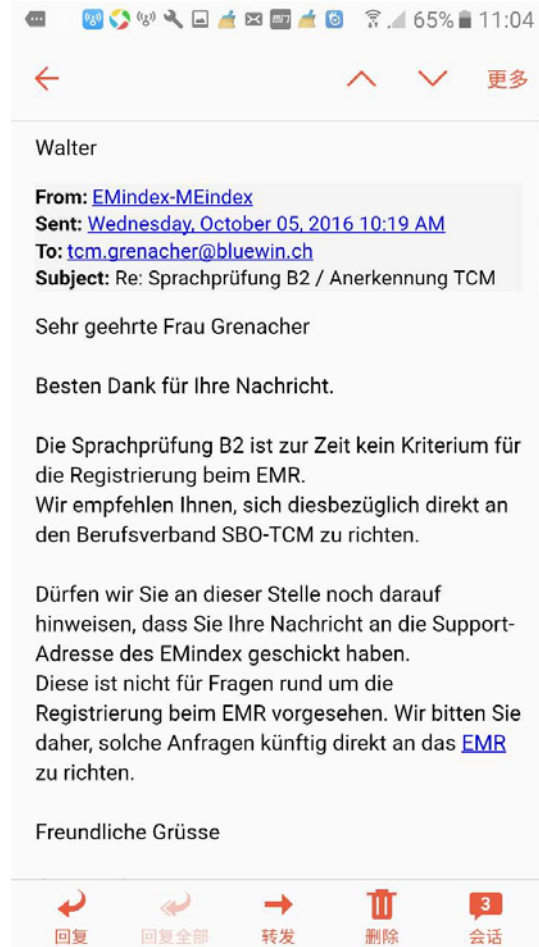 65% 11:04
更多
Walter
From: EMindex-MEindex
Sent: Wednesday, October 05, 2016 10:19 AM
To: tcm.grenacher@bluewin.ch
Subject: Re: Sprachprüfung B2 / Anerkennung TCM
Sehr geehrte Frau Grenacher
Besten Dank für Ihre Nachricht.
Die Sprachprüfung B2 ist zur Zeit kein Kriterium für
die Registrierung beim EMR.
Wir empfehlen Ihnen, sich diesbezüglich direkt an
den Berufsverband SBO-TCM zu richten.
Dürfen wir Sie an dieser Stelle noch darauf
hinweisen, dass Sie Ihre Nachricht an die Support-
Adresse des EMindex geschickt haben.
Diese ist nicht für Fragen rund um die
Registrierung beim EMR vorgesehen. Wir bitten Sie
daher, solche Anfragen künftig direkt an das EMR
zu richten.
Freundliche Grüsse
3
回复 回复全部 转发 删除 会话